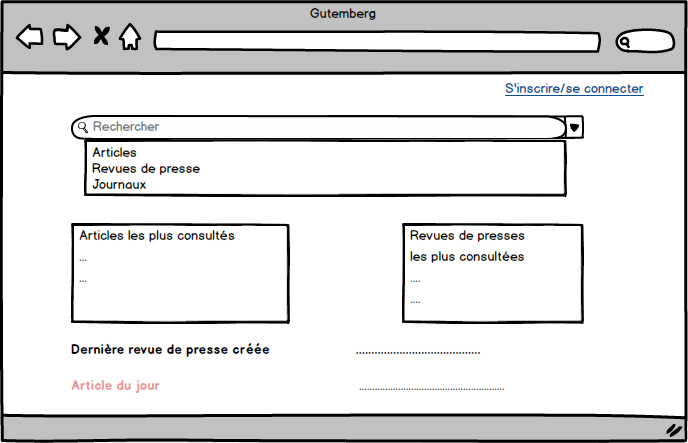 Gutemberg
S'inscrire/se connecter
Rechercher
Articles
Revues de presse
Journaux
Articles les plus consultés
...
...
Revues de presses
les plus consultées
....
....
Dernière revue de presse créée .........................................
Article du jour ................................................